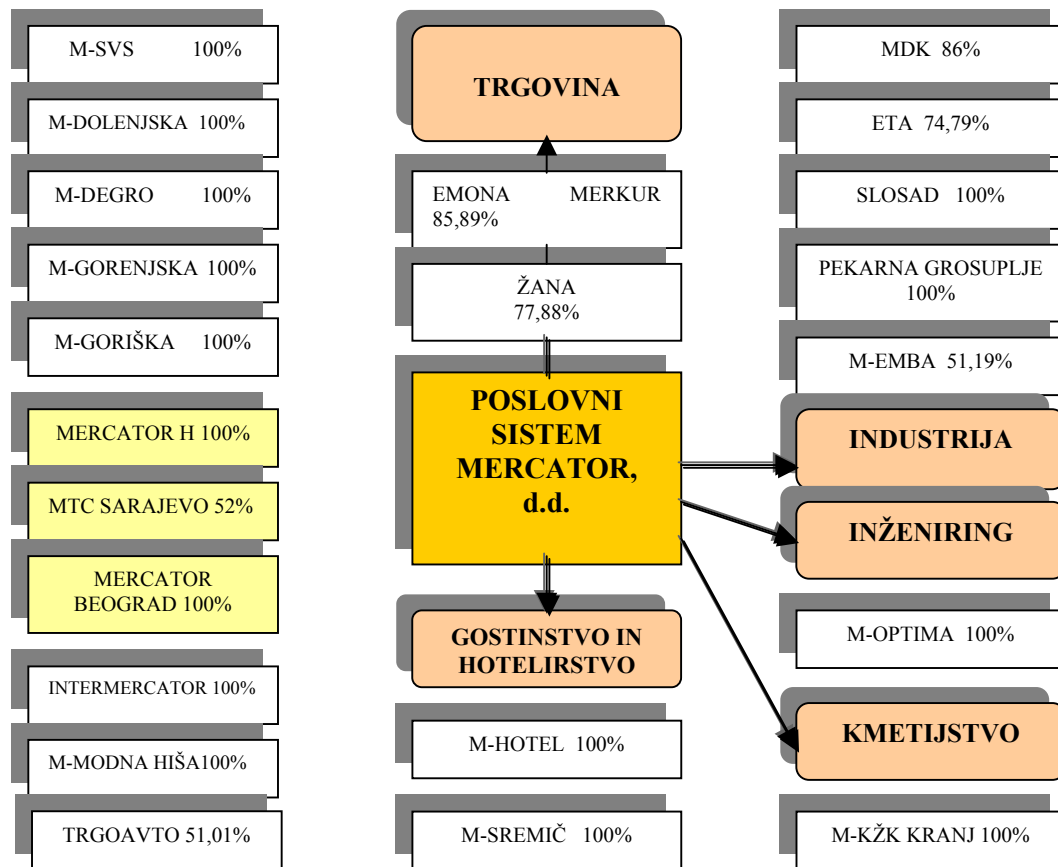 M-SVS 100%
M-DOLENJSKA 100%
M-DEGRO 100%
M-GORENJSKA 100%
M-GORIŠKA 100%
MERCATOR H 100%
MTC SARAJEVO 52%
MERCATOR
BEOGRAD 100%
INTERMERCATOR 100%
M-MODNA HIŠA100%
TRGOAVTO 51,01%
TRGOVINA
EMONA MERKUR
85,89%
ŽANA
77,88%
POSLOVNI
SISTEM
MERCATOR,
d.d.
GOSTINSTVO IN
HOTELIRSTVO
M-HOTEL 100%
M-SREMIČ 100%
MDK 86%
ETA 74,79%
SLOSAD 100%
PEKARNA GROSUPLJE
100%
M-EMBA 51,19%
INDUSTRIJA
INŽENIRING
M-OPTIMA 100%
KMETIJSTVO
M-KŽK KRANJ 100%